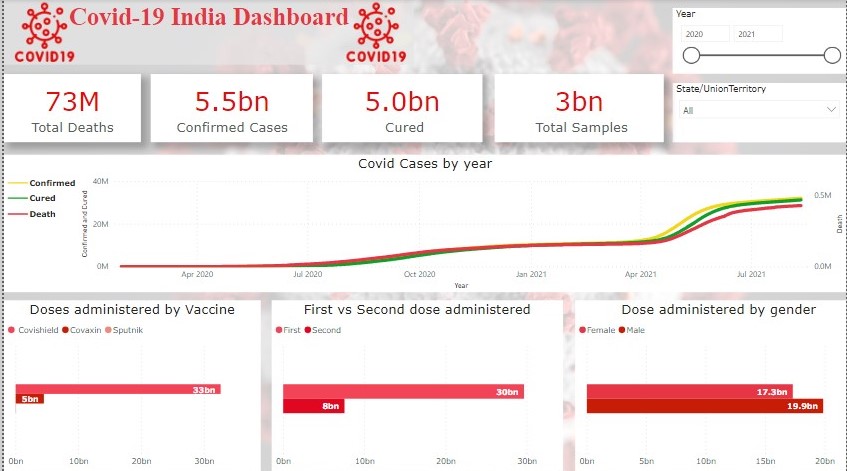 Covid-19 India Dashboard
COVID19
COVID19
Year
2020
2021
State/UnionTerritory
All
73M
Total Deaths
5.5bn
Confirmed Cases
5.0bn
Cured
3bn
Total Samples
Covid Cases by year
Confirmed
Cured
Death
Confirmed and Cured
40M
20M
0M
0.5M
0.0M
Death
Apr 2020
Jul 2020
Oct 2020
Jan 2021
Apr 2021
Jul 2021
Year
Doses administered by Vaccine
Covishield Covaxin Sputnik
33bn
5bn
0bn 10bn 20bn 30bn
First vs Second dose administered
First Second
30bn
8bn
0bn 10bn 20bn 30bn
Dose administered by gender
Female Male
17.3bn
19.9bn
0bn 5bn 10bn 15bn 20bn